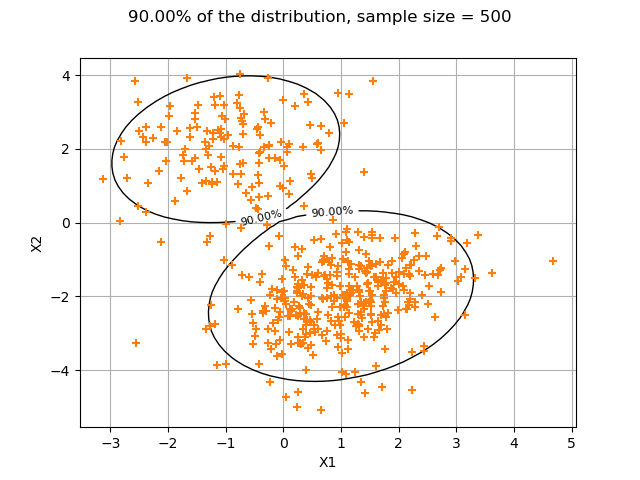 90.00% of the distribution, sample size = 500
4
2
0
−2
−4
X2
90.00%
90.00%
−3 −2 −1 0 1 2 3 4 5
X1